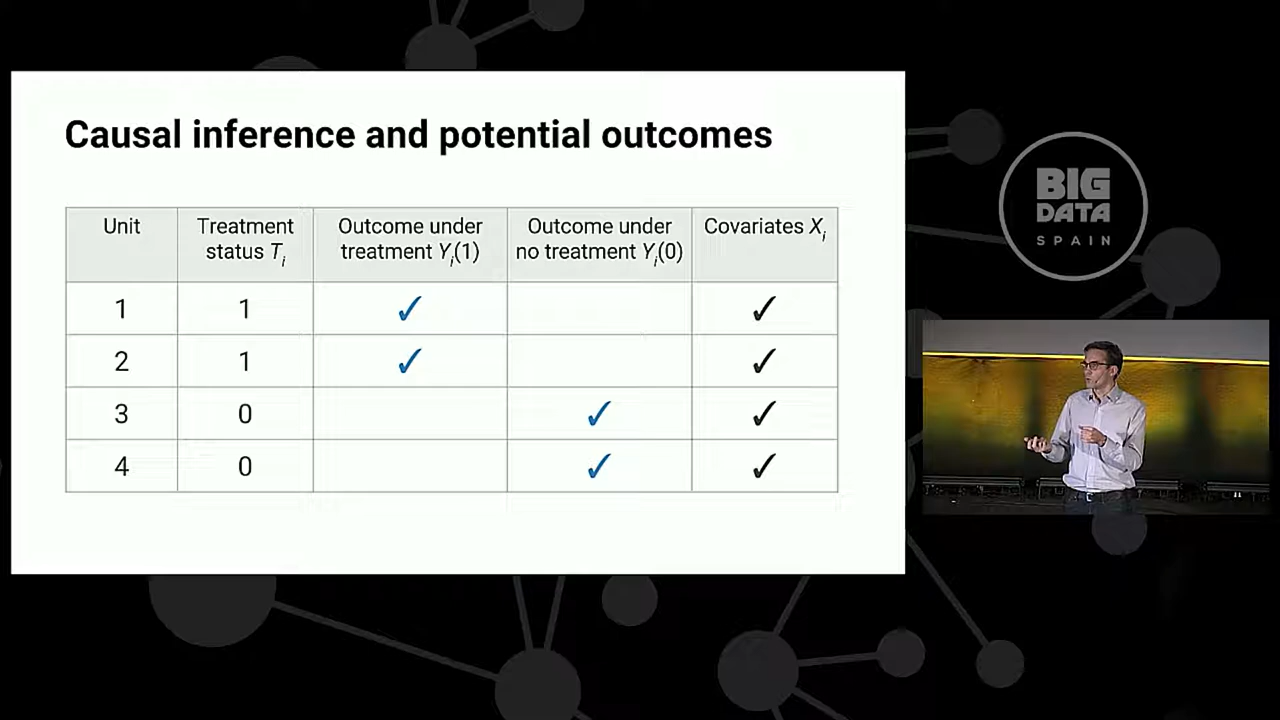 Causal inference and potential outcomes
Unit
Treatment
status Ti
Outcome under
treatment Yi(1)
Outcome under
no treatment Yi(0)
Covariates Xi
1 1 ✓ ✓
2 1 ✓ ✓
3 0 ✓ ✓
4 0 ✓ ✓
BIG
DATA
SPAIN